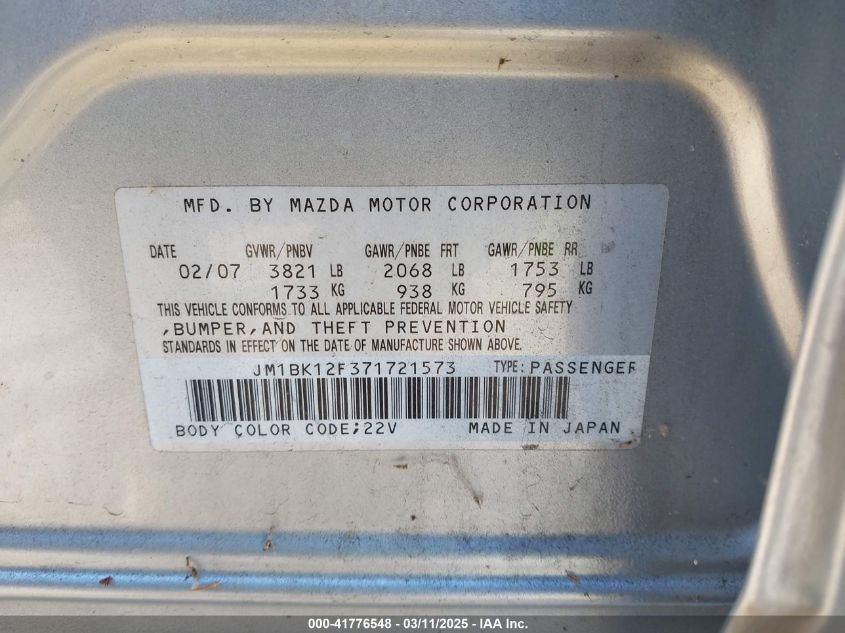 MFD. BY MAZDA MOTOR CORPORATION
DATE GVWR/PNBV GAWR/PNBE FRT GAWR/PNBE RR
02/07 3821 LB 2068 LB 1753 LB
1733 KG 938 KG 795 KG
THIS VEHICLE CONFORMS TO ALL APPLICABLE FEDERAL MOTOR VEHICLE SAFETY
,BUMPER,AND THEFT PREVENTION
STANDARDS IN EFFECT ON THE DATE OF MANUFACTURE SHOWN ABOVE.
JM1BK12F371721573 TYPE:PASSENGER
BODY COLOR CODE;22V MADE IN JAPAN
000-41776548 - 03/11/2025 - IAA Inc.